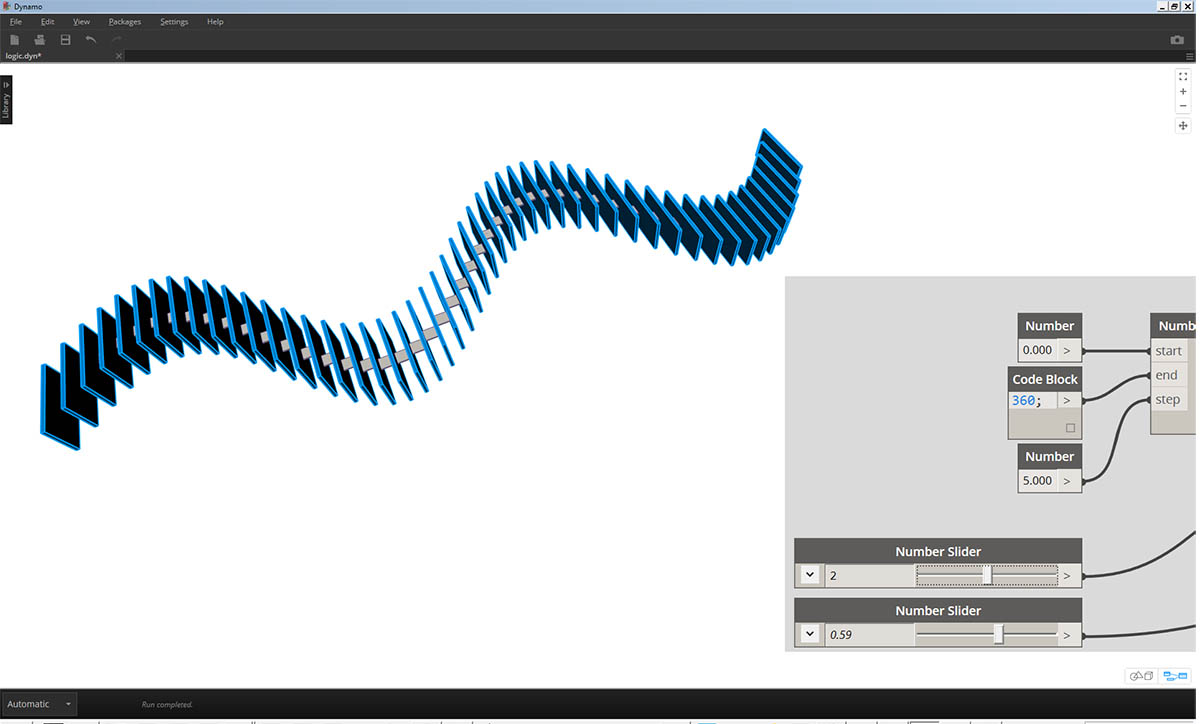 Dynamo
File Edit View Packages Settings Help
logic.dyn*
Library
Number
0.000 >
Code Block
360; >
Number
5.000 >
Numb
start
end
step
Number Slider
2 >
Number Slider
0.59 >
Automatic
Run completed.